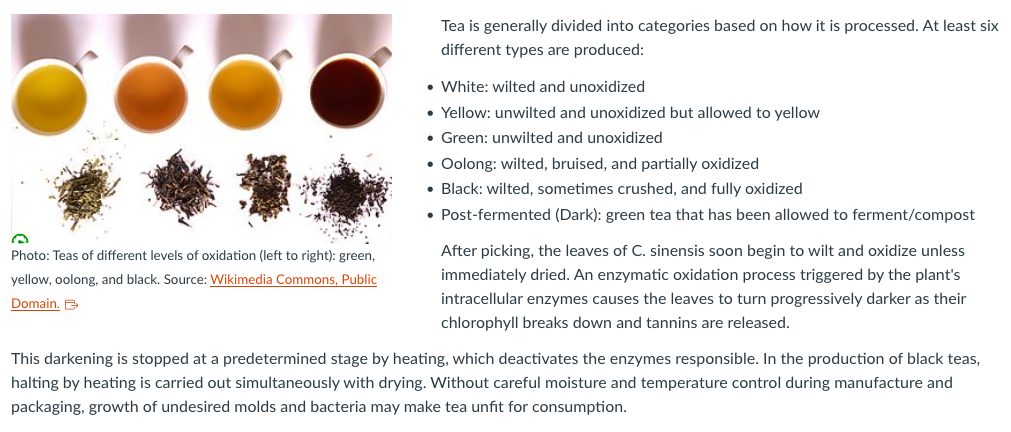 Tea is generally divided into categories based on how it is processed. At least six
different types are produced:
• White: wilted and unoxidized
• Yellow: unwilted and unoxidized but allowed to yellow
• Green: unwilted and unoxidized
• Oolong: wilted, bruised, and partially oxidized
• Black: wilted, sometimes crushed, and fully oxidized
• Post-fermented (Dark): green tea that has been allowed to ferment/compost
Photo: Teas of different levels of oxidation (left to right): green,
yellow, oolong, and black. Source: Wikimedia Commons, Public
Domain.
After picking, the leaves of C. sinensis soon begin to wilt and oxidize unless
immediately dried. An enzymatic oxidation process triggered by the plant's
intracellular enzymes causes the leaves to turn progressively darker as their
chlorophyll breaks down and tannins are released.
This darkening is stopped at a predetermined stage by heating, which deactivates the enzymes responsible. In the production of black teas,
halting by heating is carried out simultaneously with drying. Without careful moisture and temperature control during manufacture and
packaging, growth of undesired molds and bacteria may make tea unfit for consumption.